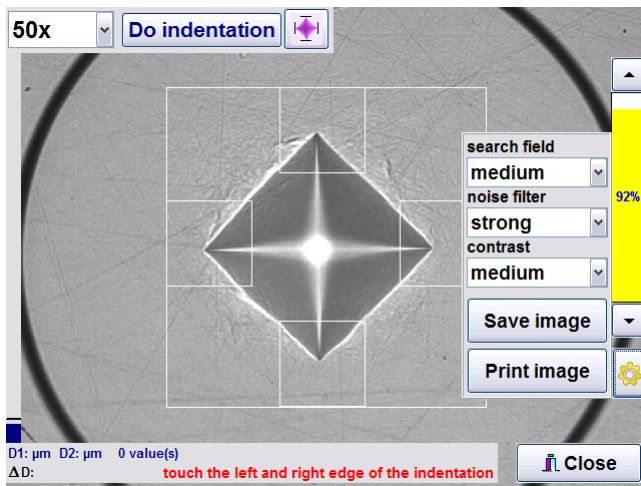 50x
Do indentation
search field
medium
noise filter
strong
contrast
medium
92%
Save image
Print image
D1: µm D2: µm 0 value(s)
Δ D:
touch the left and right edge of the indentation
Close